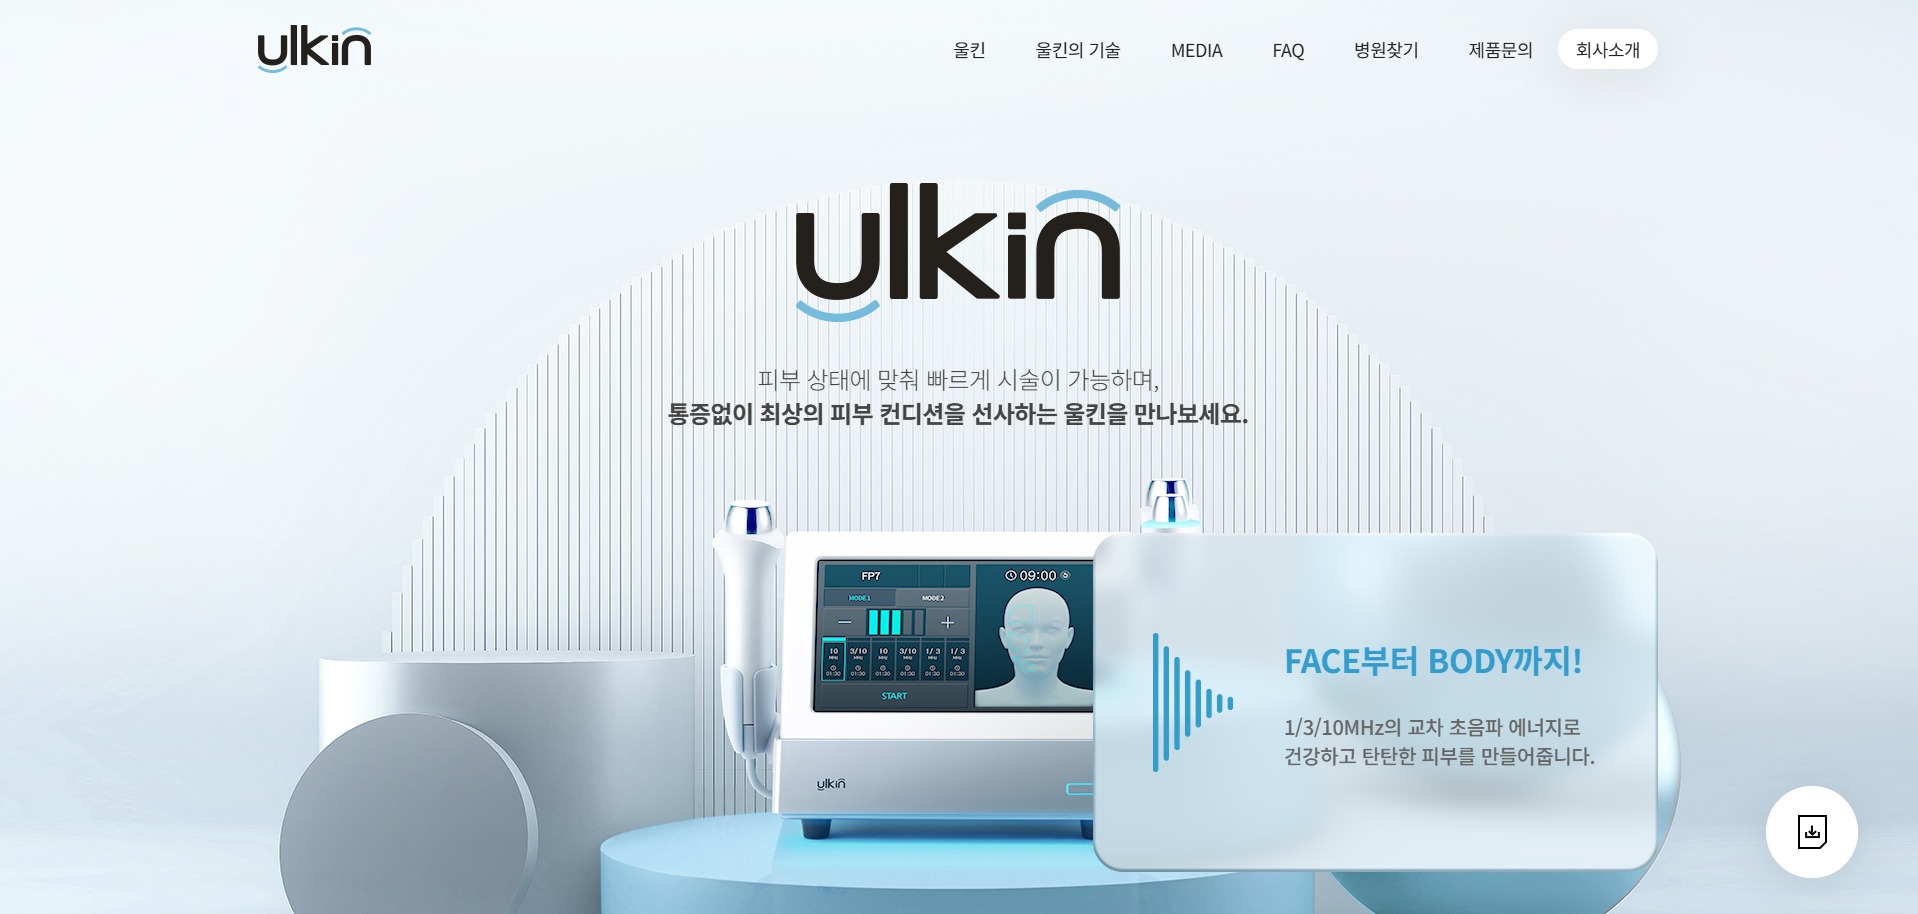 ulkin
울킨
울킨의 기술
MEDIA
FAQ
병원찾기
제품문의
회사소개
ulkin
피부 상태에 맞춰 빠르게 시술이 가능하며,
통증없이 최상의 피부 컨디션을 선사하는 울킨을 만나보세요.
FP7
09:00
MODE1
MODE2
10 3/10 10 3/10 1/3 1/3
MHz MHz MHz MHz MHz MHz
01:30 01:30 01:30 01:30 01:30 01:30
START
ulkin
FACE부터 BODY까지!
1/3/10MHz의 교차 초음파 에너지로
건강하고 탄탄한 피부를 만들어줍니다.